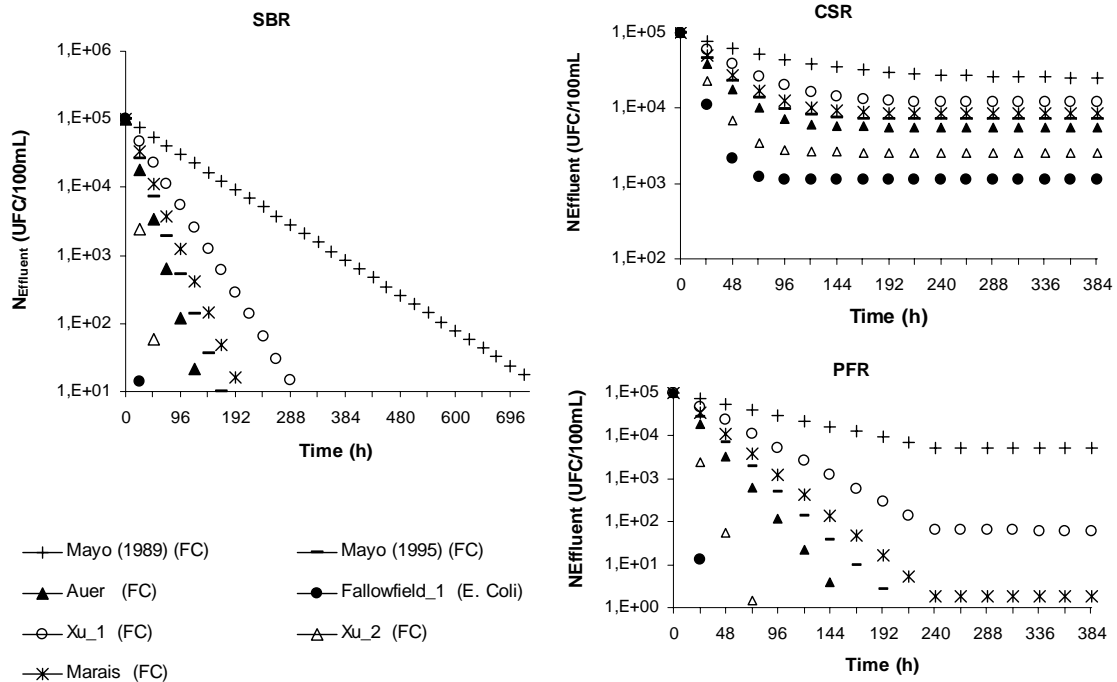 SBR
1,E+06
1,E+05
1,E+04
1,E+03
1,E+02
1,E+01
N_Effluent (UFC/100mL)
0 96 192 288 384 480 600 696
Time (h)
CSR
1,E+05
1,E+04
1,E+03
1,E+02
NEffluent (UFC/100mL
0 48 96 144 192 240 288 336 384
Time (h)
PFR
1,E+05
1,E+04
1,E+03
1,E+02
1,E+01
1,E+00
NEffluent (UFC/100mL)
0 48 96 144 192 240 288 336 384
Time (h)
Mayo (1989) (FC)
Mayo (1995) (FC)
Auer (FC)
Fallowfield_1 (E. Coli)
Xu_1 (FC)
Xu_2 (FC)
Marais (FC)